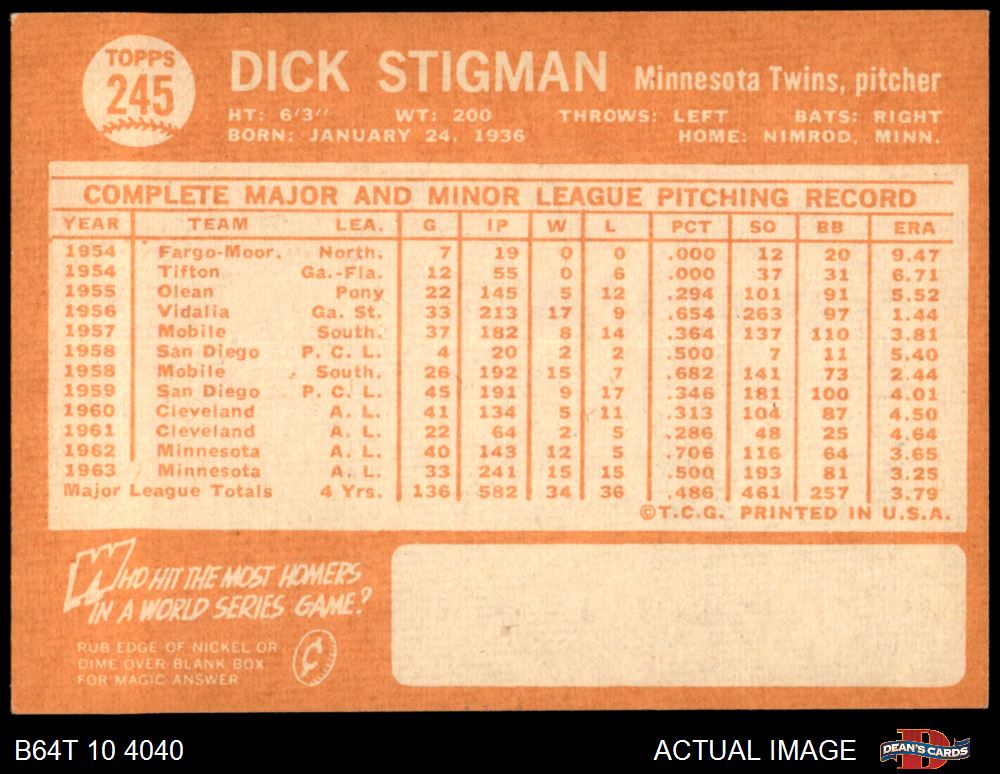 TOPPS
245
DICK STIGMAN Minnesota Twins, pitcher
HT: 6'3" WT: 200 THROWS: LEFT BATS: RIGHT
BORN: JANUARY 24, 1936 HOME: NIMROD, MINN.
COMPLETE MAJOR AND MINOR LEAGUE PITCHING RECORD
YEAR TEAM LEA. G IP W L PCT SO BB ERA
1954 Fargo-Moor. North. 7 19 0 0 .000 12 20 9.47
1954 Tifton Ga.-Fla. 12 55 0 6 .000 37 31 6.71
1955 Olean Pony 22 145 5 12 .294 101 91 5.52
1956 Vidalia Ga. St. 33 213 17 9 .654 263 97 1.44
1957 Mobile South. 37 182 8 14 .364 137 110 3.81
1958 San Diego P. C. L. 4 20 2 2 .500 7 11 5.40
1958 Mobile South. 26 192 15 7 .682 141 73 2.44
1959 San Diego P. C. L. 45 191 9 17 .346 181 100 4.01
1960 Cleveland A. L. 41 134 5 11 .313 104 87 4.50
1961 Cleveland A. L. 22 64 2 5 .286 48 25 4.64
1962 Minnesota A. L. 40 143 12 5 .706 116 64 3.65
1963 Minnesota A. L. 33 241 15 15 .500 193 81 3.25
Major League Totals 4 Yrs. 136 582 34 36 .486 461 257 3.79
©T.C.G. PRINTED IN U.S.A.
WHO HIT THE MOST HOMERS
IN A WORLD SERIES GAME?
RUB EDGE OF NICKEL OR
DIME OVER BLANK BOX
FOR MAGIC ANSWER
¢
B64T 10 4040 ACTUAL IMAGE
D
DEAN'S CARDS